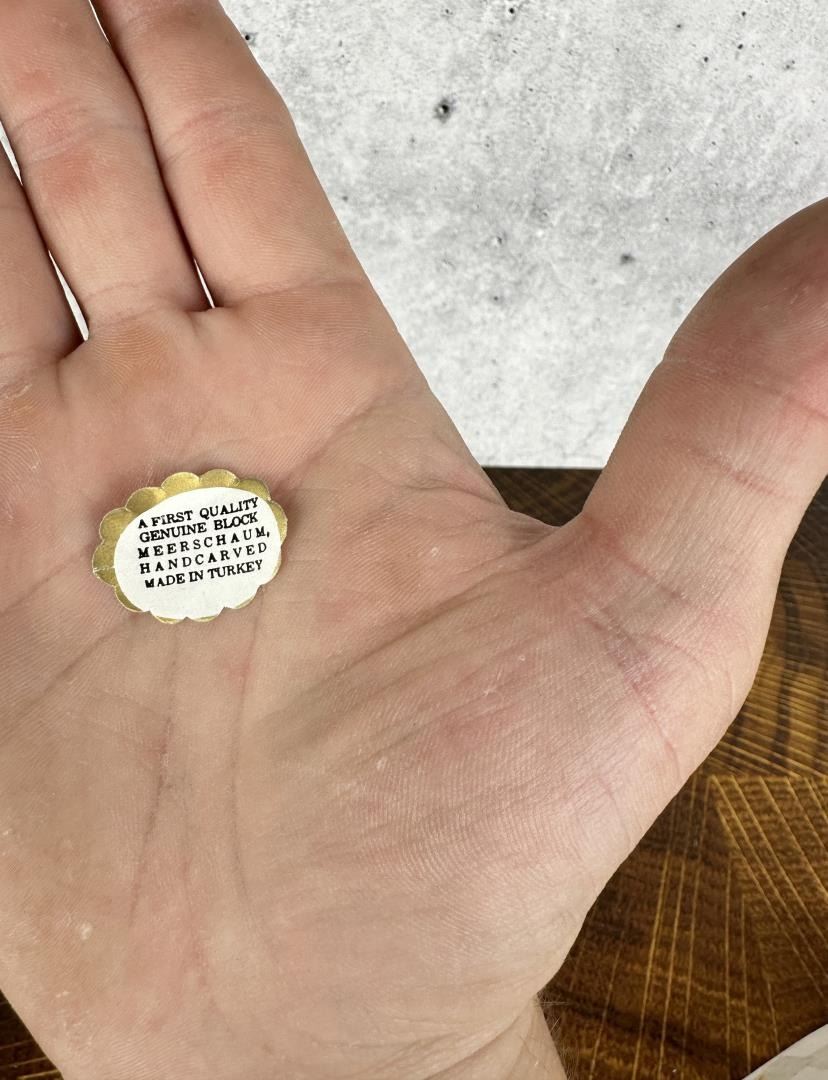 A FIRST QUALITY
GENUINE BLOCK
MEERSCHAUM,
HANDCARVED
MADE IN TURKEY